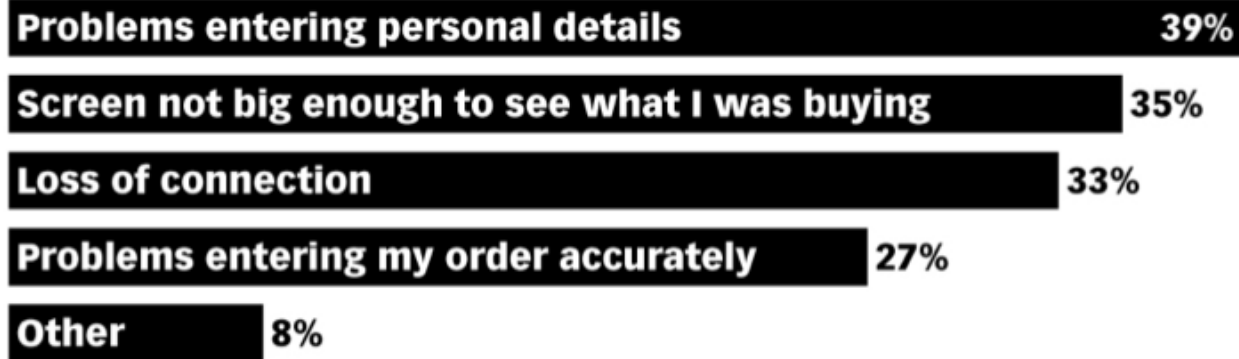 Problems entering personal details 39%
Screen not big enough to see what I was buying 35%
Loss of connection 33%
Problems entering my order accurately 27%
Other 8%